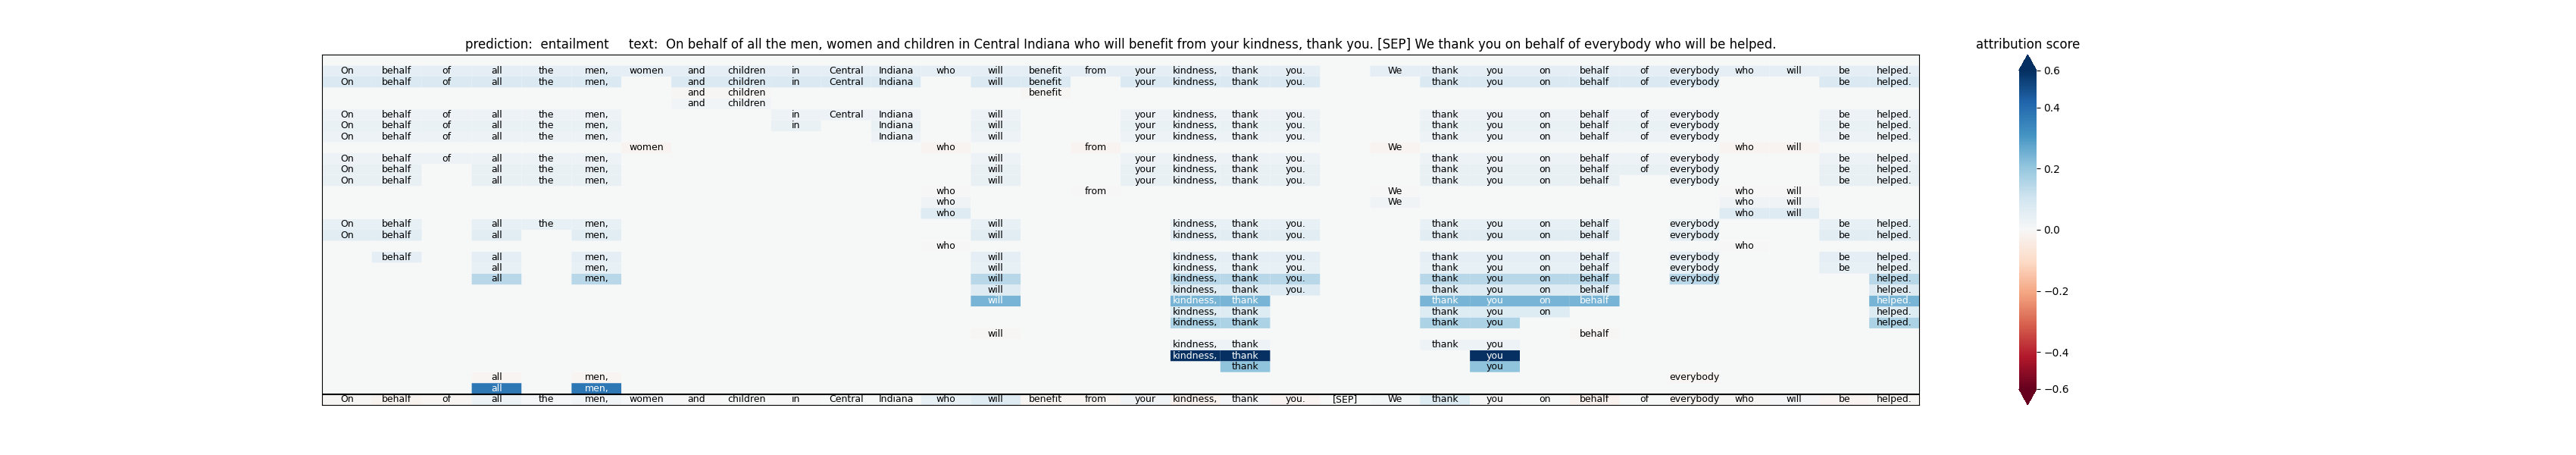 prediction:  entailment     text:  On behalf of all the men, women and children in Central Indiana who will benefit from your kindness, thank you. [SEP] We thank you on behalf of everybody who will be helped.
attribution score
On behalf of all the men, women and children in Central Indiana who will benefit from your kindness, thank you. We thank you on behalf of everybody who will be helped.
On behalf of all the men, and children in Central Indiana will benefit your kindness, thank you. thank you on behalf of everybody be helped.
and children benefit
and children
On behalf of all the men, in Central Indiana will your kindness, thank you. thank you on behalf of everybody be helped.
On behalf of all the men, in Indiana will your kindness, thank you. thank you on behalf of everybody be helped.
On behalf of all the men, Indiana will your kindness, thank you. thank you on behalf of everybody be helped.
women who from We who will
On behalf of all the men, will your kindness, thank you. thank you on behalf of everybody be helped.
On behalf all the men, will your kindness, thank you. thank you on behalf of everybody be helped.
On behalf all the men, will your kindness, thank you. thank you on behalf everybody be helped.
who from We who will
who We who will
who who will
On behalf all the men, will kindness, thank you. thank you on behalf everybody be helped.
On behalf all men, will kindness, thank you. thank you on behalf everybody be helped.
who who
behalf all men, will kindness, thank you. thank you on behalf everybody be helped.
all men, will kindness, thank you. thank you on behalf everybody be helped.
all men, will kindness, thank you. thank you on behalf everybody helped.
will kindness, thank you. thank you on behalf helped.
will kindness, thank thank you on behalf helped.
kindness, thank thank you on helped.
kindness, thank thank you helped.
will behalf
kindness, thank thank you
kindness, thank you
thank you
all men, everybody
all men,
On behalf of all the men, women and children in Central Indiana who will benefit from your kindness, thank you. [SEP] We thank you on behalf of everybody who will be helped.
0.6
0.4
0.2
0.0
−0.2
−0.4
−0.6